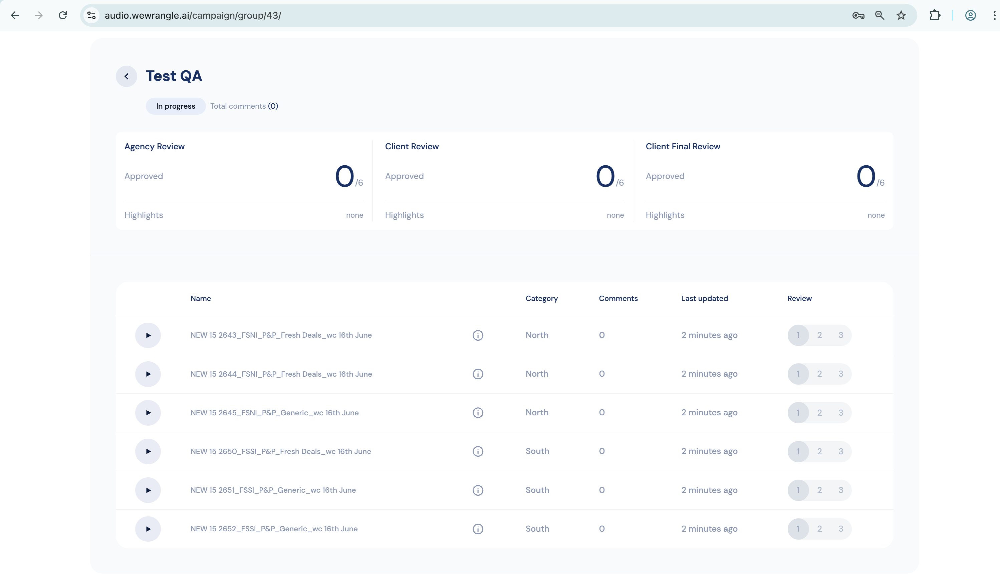 audio.wewrangle.ai/campaign/group/43/
Test QA
In progress Total comments (0)
Agency Review Client Review Client Final Review
Approved 0/6 Approved 0/6 Approved 0/6
Highlights none Highlights none Highlights none
Name Category Comments Last updated Review
NEW 15 2643_FSNI_P&P_Fresh Deals_wc 16th June North 0 2 minutes ago 1 2 3
NEW 15 2644_FSNI_P&P_Fresh Deals_wc 16th June North 0 2 minutes ago 1 2 3
NEW 15 2645_FSNI_P&P_Generic_wc 16th June North 0 2 minutes ago 1 2 3
NEW 15 2650_FSSI_P&P_Fresh Deals_wc 16th June South 0 2 minutes ago 1 2 3
NEW 15 2651_FSSI_P&P_Generic_wc 16th June South 0 2 minutes ago 1 2 3
NEW 15 2652_FSSI_P&P_Generic_wc 16th June South 0 2 minutes ago 1 2 3